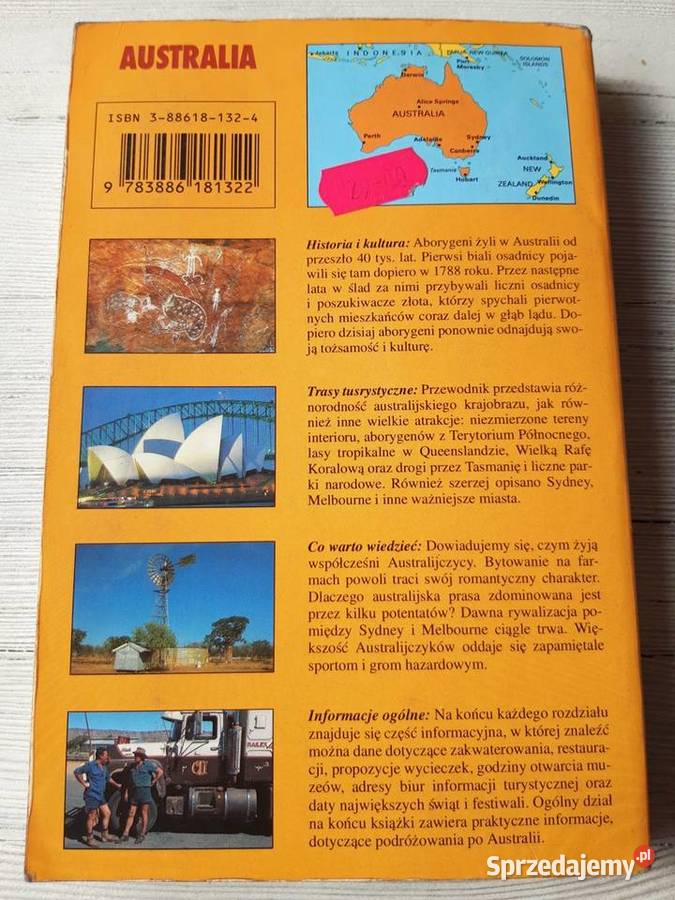 AUSTRALIA
ISBN 3-88618-132-4
9 783886 181322
Jakarta
INDONESIA
PAPUA NEW GUINEA
Port Moresby
SOLOMON ISLANDS
Darwin
Alice Springs
AUSTRALIA
Perth
Adelaide
Sydney
Canberra
Tasmania
Hobart
Auckland
NEW ZEALAND
Wellington
Dunedin
Historia i kultura: Aborygeni żyli w Australii od
przeszło 40 tys. lat. Pierwsi biali osadnicy poja-
wili się tam dopiero w 1788 roku. Przez następne
lata w ślad za nimi przybywali liczni osadnicy
i poszukiwacze złota, którzy spychali pierwot-
nych mieszkańców coraz dalej w głąb lądu. Do-
piero dzisiaj aborygeni ponownie odnajdują swo-
ją tożsamość i kulturę.
Trasy tusrystyczne: Przewodnik przedstawia róż-
norodność australijskiego krajobrazu, jak rów-
nież inne wielkie atrakcje: niezmierzone tereny
interioru, aborygenów z Terytorium Północnego,
lasy tropikalne w Queenslandzie, Wielką Rafę
Koralową oraz drogi przez Tasmanię i liczne par-
ki narodowe. Również szerzej opisano Sydney,
Melbourne i inne ważniejsze miasta.
Co warto wiedzieć: Dowiadujemy się, czym żyją
współcześni Australijczycy. Bytowanie na far-
mach powoli traci swój romantyczny charakter.
Dlaczego australijska prasa zdominowana jest
przez kilku potentatów? Dawna rywalizacja po-
między Sydney i Melbourne ciągle trwa. Więk-
szość Australijczyków oddaje się zapamiętale
sportom i grom hazardowym.
Informacje ogólne: Na końcu każdego rozdziału
znajduje się część informacyjna, w której znaleźć
można dane dotyczące zakwaterowania, restaura-
cji, propozycje wycieczek, godziny otwarcia mu-
zeów, adresy biur informacji turystycznej oraz
daty największych świąt i festiwali. Ogólny dział
na końcu książki zawiera praktyczne informacje,
dotyczące podróżowania po Australii.
Sprzedajemy.pl